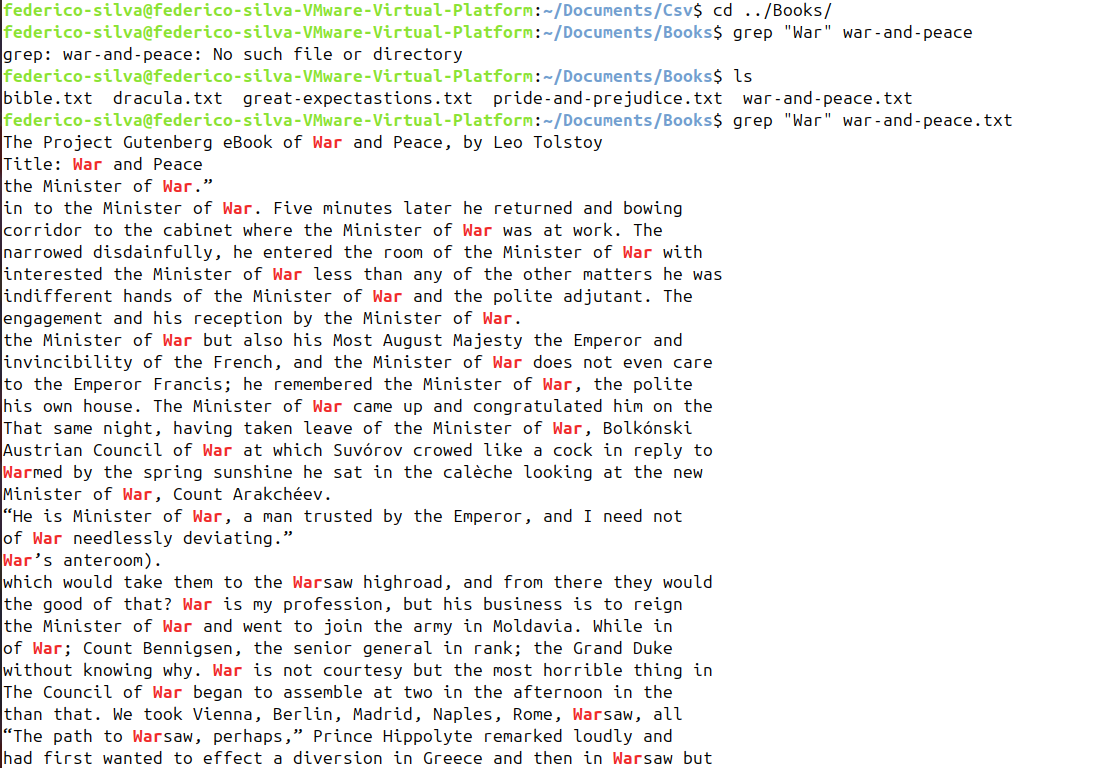 federico-silva@federico-silva-VMware-Virtual-Platform:~/Documents/Csv$ cd ../Books/
federico-silva@federico-silva-VMware-Virtual-Platform:~/Documents/Books$ grep "War" war-and-peace
grep: war-and-peace: No such file or directory
federico-silva@federico-silva-VMware-Virtual-Platform:~/Documents/Books$ ls
bible.txt  dracula.txt  great-expectastions.txt  pride-and-prejudice.txt  war-and-peace.txt
federico-silva@federico-silva-VMware-Virtual-Platform:~/Documents/Books$ grep "War" war-and-peace.txt
The Project Gutenberg eBook of War and Peace, by Leo Tolstoy
Title: War and Peace
the Minister of War.”
in to the Minister of War. Five minutes later he returned and bowing
corridor to the cabinet where the Minister of War was at work. The
narrowed disdainfully, he entered the room of the Minister of War with
interested the Minister of War less than any of the other matters he was
indifferent hands of the Minister of War and the polite adjutant. The
engagement and his reception by the Minister of War.
the Minister of War but also his Most August Majesty the Emperor and
invincibility of the French, and the Minister of War does not even care
to the Emperor Francis; he remembered the Minister of War, the polite
his own house. The Minister of War came up and congratulated him on the
That same night, having taken leave of the Minister of War, Bolkónski
Austrian Council of War at which Suvórov crowed like a cock in reply to
Warmed by the spring sunshine he sat in the calèche looking at the new
Minister of War, Count Arakchéev.
“He is Minister of War, a man trusted by the Emperor, and I need not
of War needlessly deviating.”
War’s anteroom).
which would take them to the Warsaw highroad, and from there they would
the good of that? War is my profession, but his business is to reign
the Minister of War and went to join the army in Moldavia. While in
of War; Count Bennigsen, the senior general in rank; the Grand Duke
without knowing why. War is not courtesy but the most horrible thing in
The Council of War began to assemble at two in the afternoon in the
than that. We took Vienna, Berlin, Madrid, Naples, Rome, Warsaw, all
“The path to Warsaw, perhaps,” Prince Hippolyte remarked loudly and
had first wanted to effect a diversion in Greece and then in Warsaw but